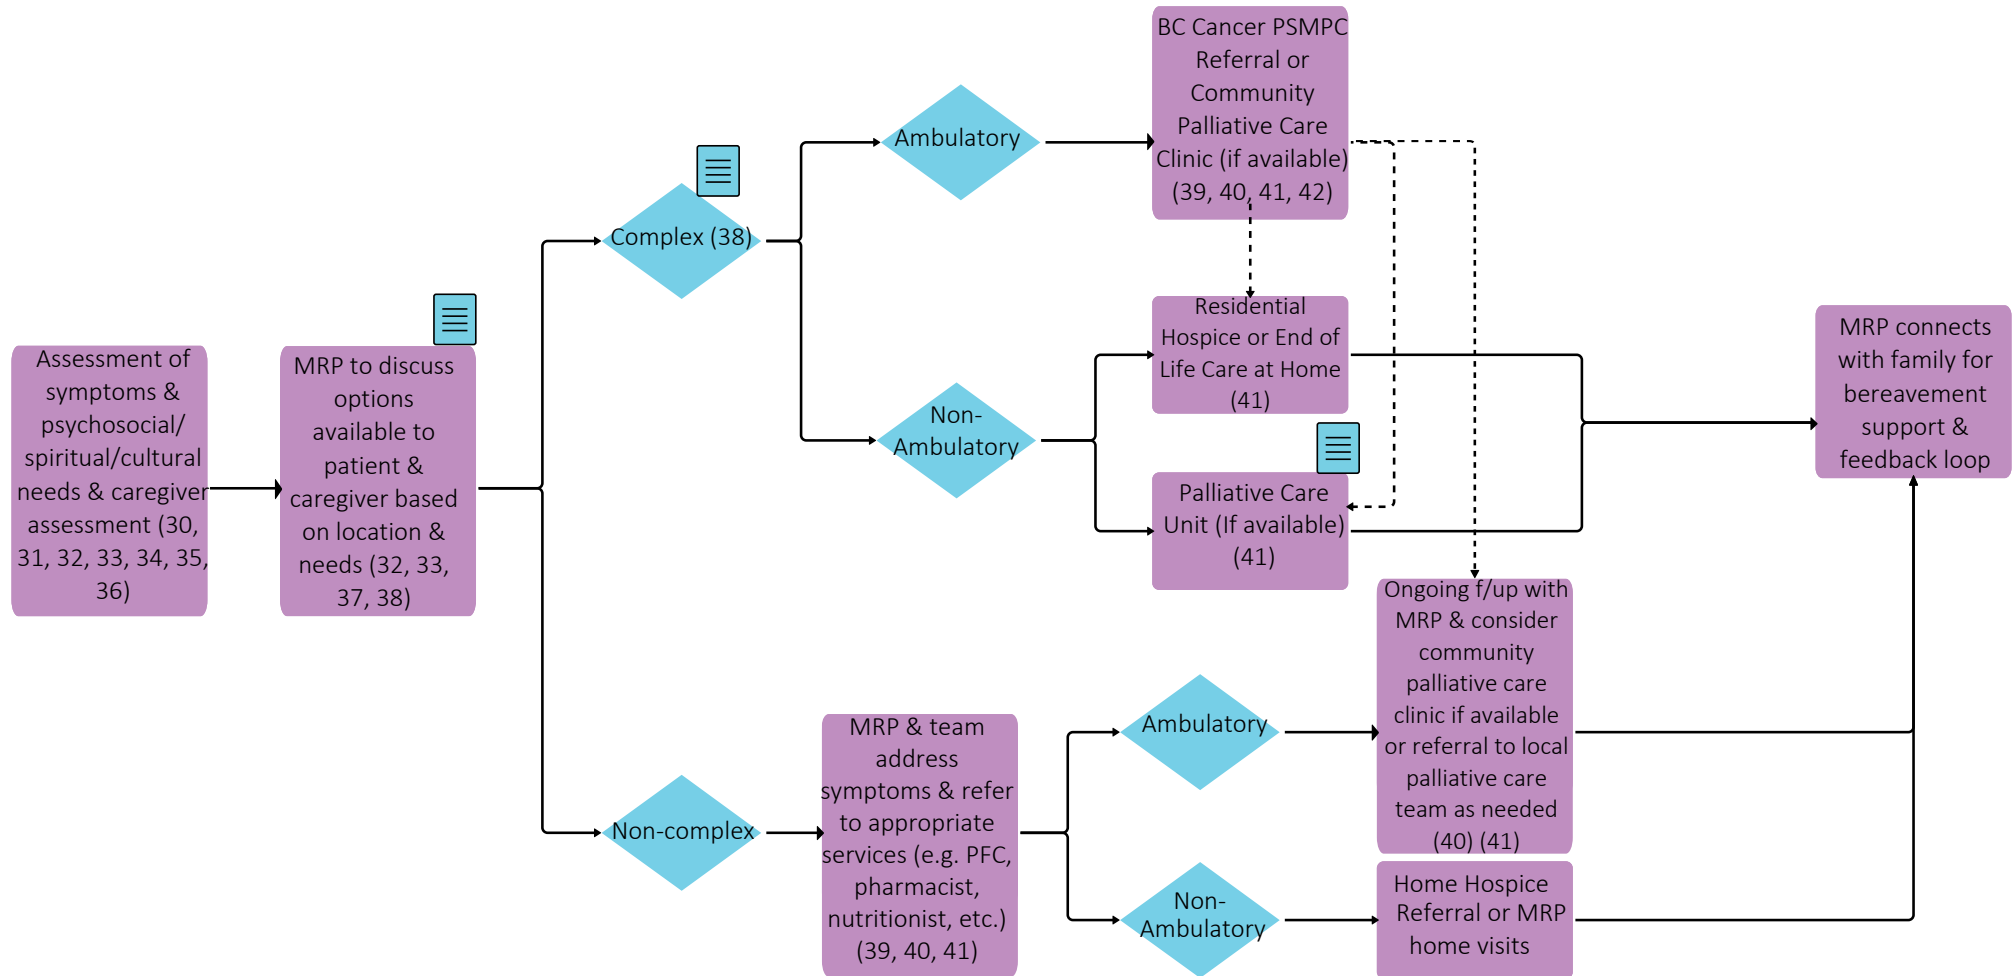 Assessment of
symptoms &
psychosocial/
spiritual/cultural
needs & caregiver
assessment (30,
31, 32, 33, 34, 35,
36)
MRP to discuss
options
available to
patient &
caregiver based
on location &
needs (32, 33,
37, 38)
Complex (38)
Ambulatory
BC Cancer PSMPC
Referral or
Community
Palliative Care
Clinic (if available)
(39, 40, 41, 42)
Non-
Ambulatory
Residential
Hospice or End of
Life Care at Home
(41)
Palliative Care
Unit (If available)
(41)
Non-complex
MRP & team
address
symptoms & refer
to appropriate
services (e.g. PFC,
pharmacist,
nutritionist, etc.)
(39, 40, 41)
Ambulatory
Ongoing f/up with
MRP & consider
community
palliative care
clinic if available
or referral to local
palliative care
team as needed
(40) (41)
Non-
Ambulatory
Home Hospice
Referral or MRP
home visits
MRP connects
with family for
bereavement
support &
feedback loop